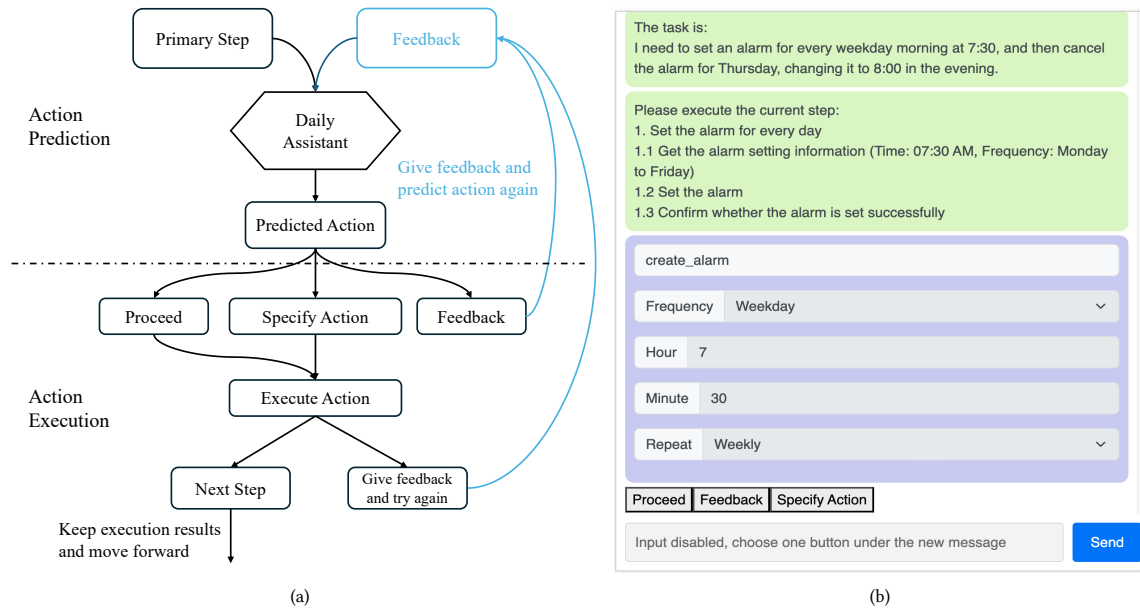 Primary Step
Feedback
Action
Prediction
Daily
Assistant
Give feedback and
predict action again
Predicted Action
Proceed
Specify Action
Feedback
Action
Execution
Execute Action
Next Step
Give feedback
and try again
Keep execution results
and move forward
(a)
The task is:
I need to set an alarm for every weekday morning at 7:30, and then cancel
the alarm for Thursday, changing it to 8:00 in the evening.
Please execute the current step:
1. Set the alarm for every day
1.1 Get the alarm setting information (Time: 07:30 AM, Frequency: Monday
to Friday)
1.2 Set the alarm
1.3 Confirm whether the alarm is set successfully
create_alarm
Frequency Weekday
Hour 7
Minute 30
Repeat Weekly
Proceed Feedback Specify Action
Input disabled, choose one button under the new message Send
(b)